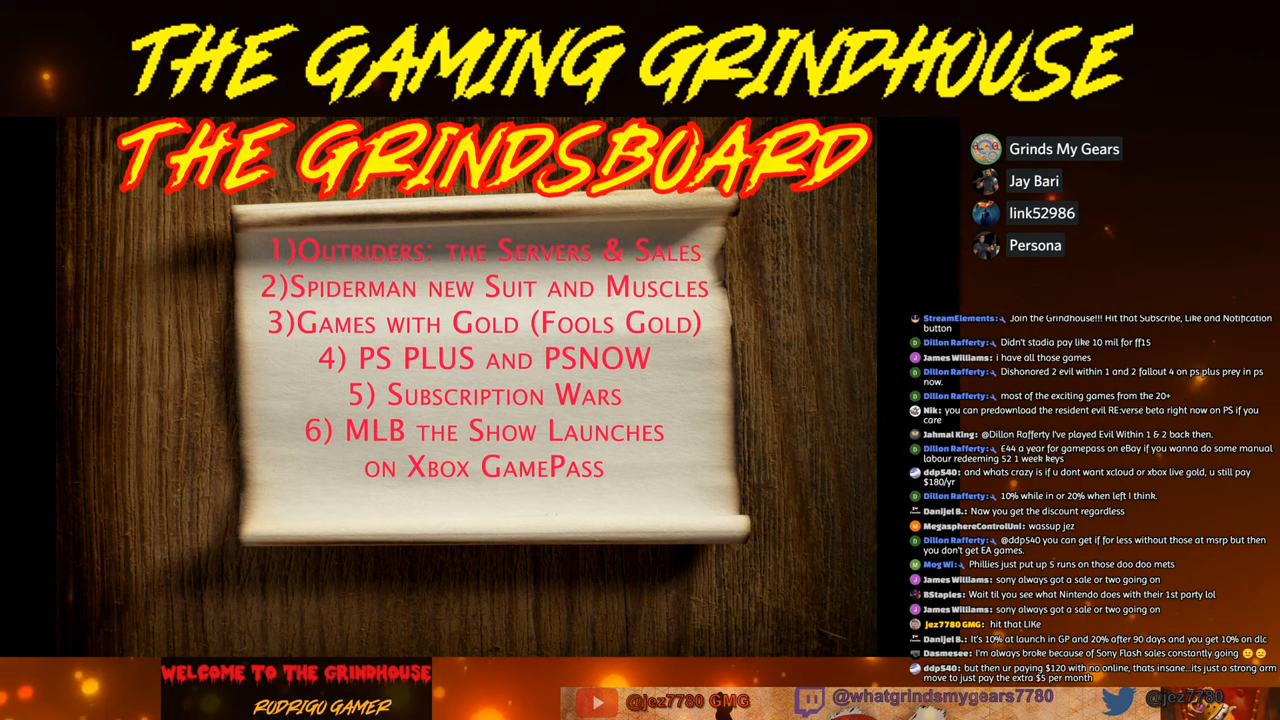 THE GAMING GRINDHOUSE
THE GRINDSBOARD
1)Outriders: the Servers & Sales
2)Spiderman new Suit and Muscles
3)Games with Gold (Fools Gold)
4) PS PLUS and PSNOW
5) Subscription Wars
6) MLB the Show Launches
on Xbox GamePass
Grinds My Gears
Jay Bari
link52986
Persona
StreamElements: Join the Grindhouse!!! Hit that Subscribe, Like and Notification
button
Dillon Rafferty: Didn't stadia pay like 10 mil for ff15
James Williams: i have all those games
Dillon Rafferty: Dishonored 2 evil within 1 and 2 fallout 4 on ps plus prey in ps
now.
Dillon Rafferty: most of the exciting games from the 20+
Nik: you can predownload the resident evil RE:verse beta right now on PS if you
care
Jahmal King: @Dillon Rafferty I've played Evil Within 1 & 2 back then.
Dillon Rafferty: £44 a year for gamepass on eBay if you wanna do some manual
labour redeeming 52 1 week keys
ddp540: and whats crazy is if u dont want xcloud or xbox live gold, u still pay
$180/yr
Dillon Rafferty: 10% while in or 20% when left I think.
Danijel B.: Naw you get the discount regardless
MegasphereControlUni: wassup jez
Dillon Rafferty: @ddp540 you can get if for less without those at msrp but then
you don't get EA games.
Mog Wi: Phillies just put up 5 runs on those doo doo mets
James Williams: sony always got a sale or two going on
BStaples: Wait til you see what Nintendo does with their 1st party lol
James Williams: sony always got a sale or two going on
jez7780 GMG: hit that LIKe
Danijel B.: It's 10% at launch in GP and 20% after 90 days and you get 10% on dlc
Dasmesee: I'm always broke because of Sony Flash sales constantly going 😐😐
ddp540: but then ur paying $120 with no online, thats insane...its just a strong arm
move to just pay the extra $5 per month
WELCOME TO THE GRINDHOUSE
RODRIGO GAMER
@jez7780 GMG
@whatgrindsmygears7780
@jez7780